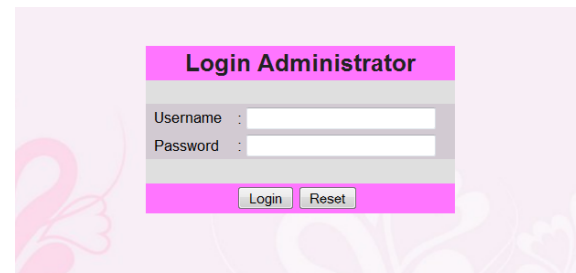 Login Administrator
Username :
Password :
Login Reset